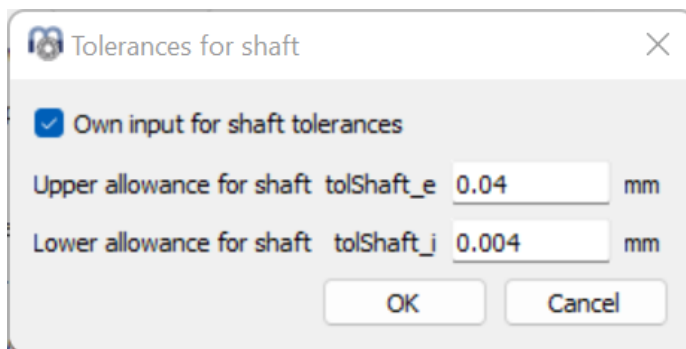 Tolerances for shaft
Own input for shaft tolerances
Upper allowance for shaft tolShaft_e 0.04 mm
Lower allowance for shaft tolShaft_i 0.004 mm
OK Cancel